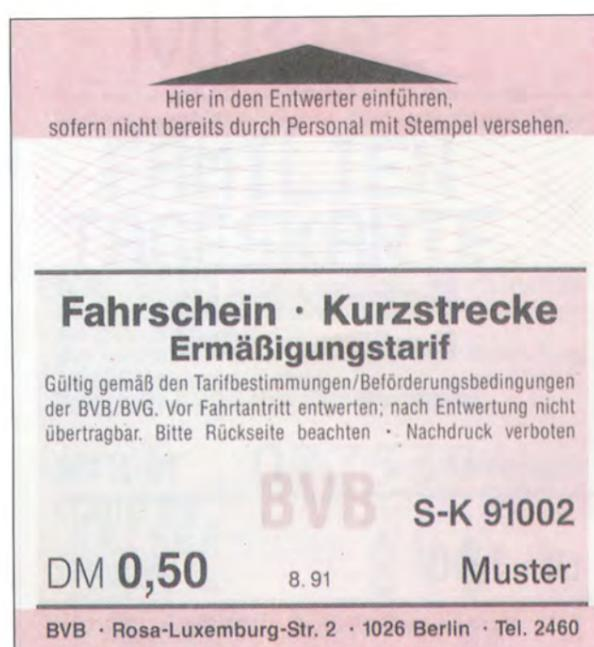 Hier in den Entwerter einführen,
sofern nicht bereits durch Personal mit Stempel versehen.
Fahrschein · Kurzstrecke
Ermäßigungstarif
Gültig gemäß den Tarifbestimmungen/Beförderungsbedingungen
der BVB/BVG. Vor Fahrtantritt entwerten; nach Entwertung nicht
übertragbar. Bitte Rückseite beachten · Nachdruck verboten
BVB
S-K 91002
DM 0,50 8.91 Muster
BVB · Rosa-Luxemburg-Str. 2 · 1026 Berlin · Tel. 2460